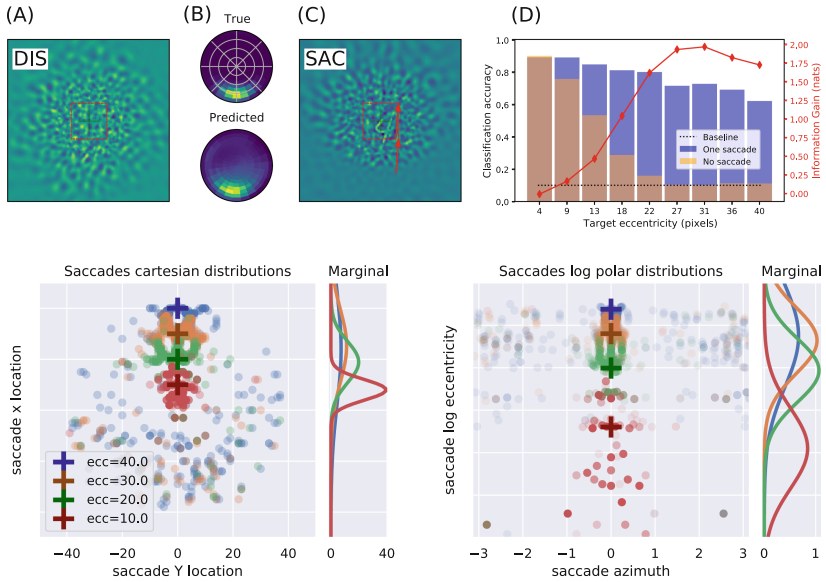 (A)
(B)
(C)
(D)
DIS
True
Predicted
SAC
Classification accuracy
1.0
0.8
0.6
0.4
0.2
0.0
Baseline
One saccade
No saccade
2,00
1,75
1,50
1,25
1,00
0,75
0,50
0,25
0,00
Information Gain (nats)
4 9 13 18 22 27 31 36 40
Target eccentricity (pixels)
Saccades cartesian distributions
Marginal
saccade x location
ecc=40.0
ecc=30.0
ecc=20.0
ecc=10.0
−40 −20 0 20 40
0 20 40
saccade Y location
Saccades log polar distributions
Marginal
saccade log eccentricity
−3 −2 −1 0 1 2 3
0 1
saccade azimuth